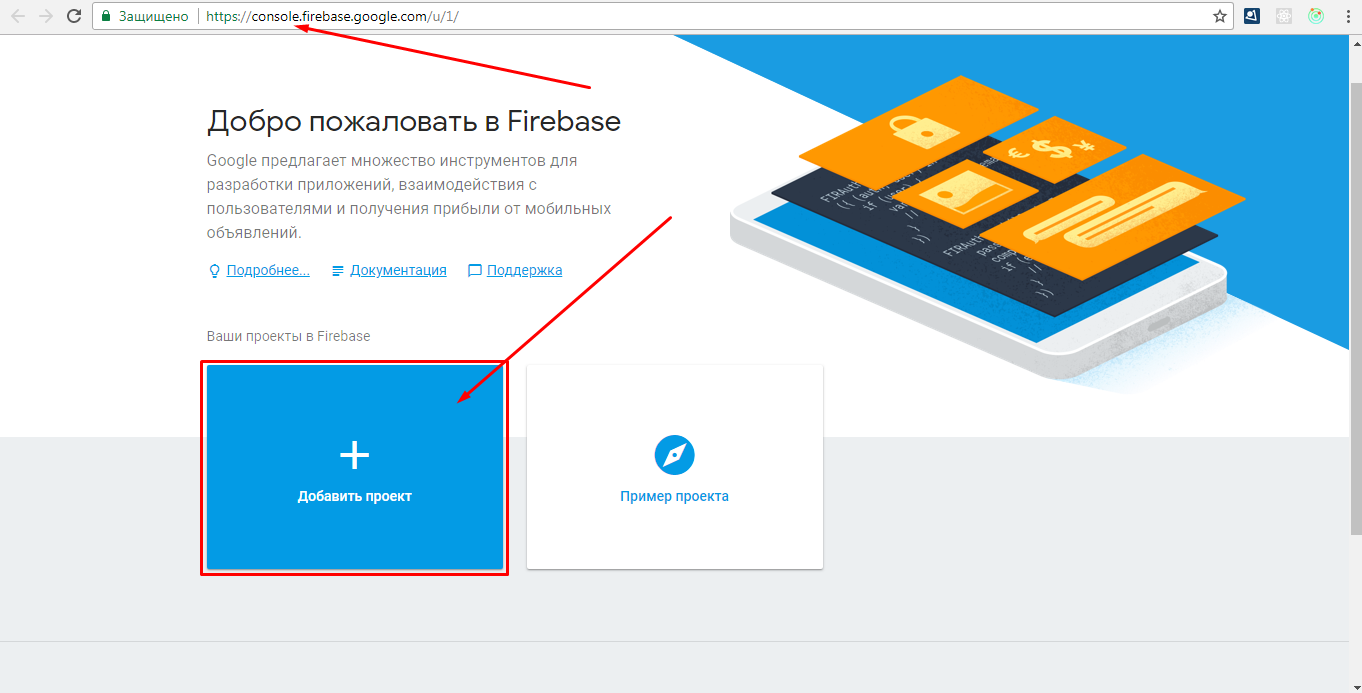 Защищено https://console.firebase.google.com/u/1/
Добро пожаловать в Firebase
Google предлагает множество инструментов для
разработки приложений, взаимодействия с
пользователями и получения прибыли от мобильных
объявлений.
Подробнее... Документация Поддержка
Ваши проекты в Firebase
Добавить проект
Пример проекта